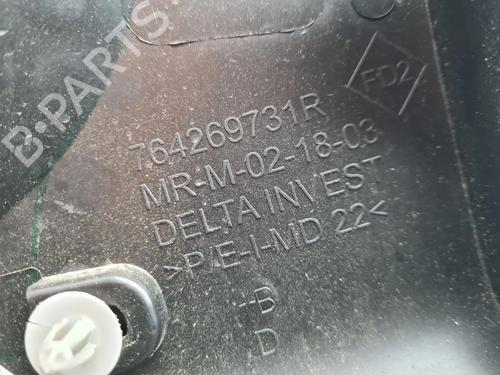 B-PARTS
FD2
764269731R
MR-M-02-18-03
DELTA INVEST
>P/E-I-MD 22<
B
D